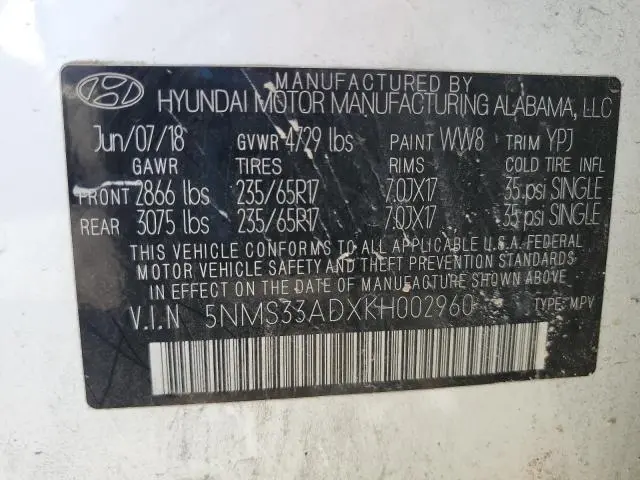 MANUFACTURED BY
HYUNDAI MOTOR MANUFACTURING ALABAMA, LLC
Jun/07/18 GVWR 4729 lbs PAINT WW8 TRIM YPJ
GAWR TIRES RIMS COLD TIRE INFL
FRONT 2866 lbs 235/65R17 7.0JX17 35 psi SINGLE
REAR 3075 lbs 235/65R17 7.0JX17 35 psi SINGLE
THIS VEHICLE CONFORMS TO ALL APPLICABLE U.S.A. FEDERAL
MOTOR VEHICLE SAFETY AND THEFT PREVENTION STANDARDS
IN EFFECT ON THE DATE OF MANUFACTURE SHOWN ABOVE.
V.I.N 5NMS33ADXKH002960 TYPE: MPV